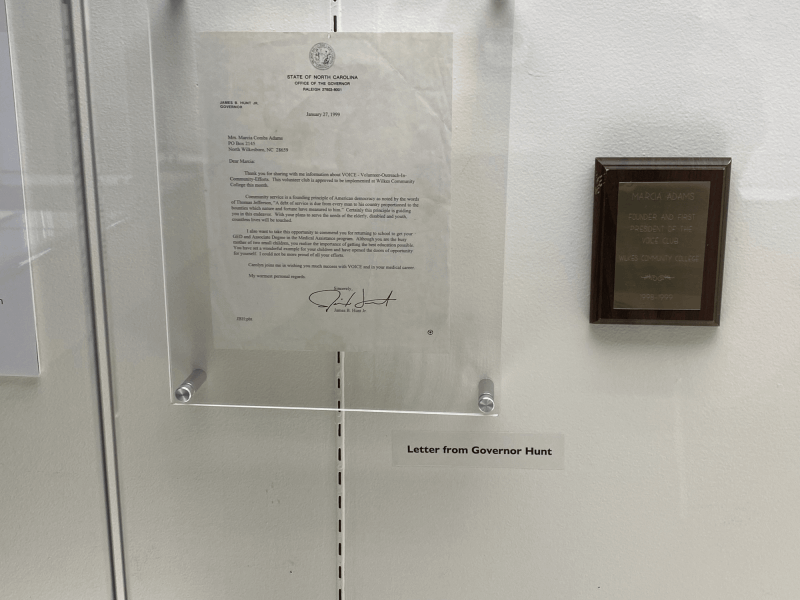 STATE OF NORTH CAROLINA
OFFICE OF THE GOVERNOR
RALEIGH 27603-8001
JAMES B. HUNT JR.
GOVERNOR
January 27, 1999
Mrs. Marcia Combs Adams
PO Box 2145
North Wilkesboro, NC 28659
Dear Marcia:
Thank you for sharing with me information about VOICE - Volunteer-Outreach-In-
Community-Efforts. This volunteer club is approved to be implemented at Wilkes Community
College this month.
Community service is a founding principle of American democracy as noted by the words
of Thomas Jefferson, "A debt of service is due from every man to his country proportioned to the
bounties which nature and fortune have measured to him." Certainly this principle is guiding
you in this endeavor. With your plans to serve the needs of the elderly, disabled and youth,
countless lives will be touched.
I also want to take this opportunity to commend you for returning to school to get your
GED and Associate Degree in the Medical Assistance program. Although you are the busy
mother of two small children, you realize the importance of getting the best education possible.
You have set a wonderful example for your children and have opened the doors of opportunity
for yourself. I could not be more proud of all your efforts.
Carolyn joins me in wishing you much success with VOICE and in your medical career.
My warmest personal regards.
Sincerely,
James B. Hunt Jr.
MARCIA ADAMS
FOUNDER AND FIRST
PRESIDENT OF THE
VOICE CLUB
WILKES COMMUNITY COLLEGE
Letter from Governor Hunt